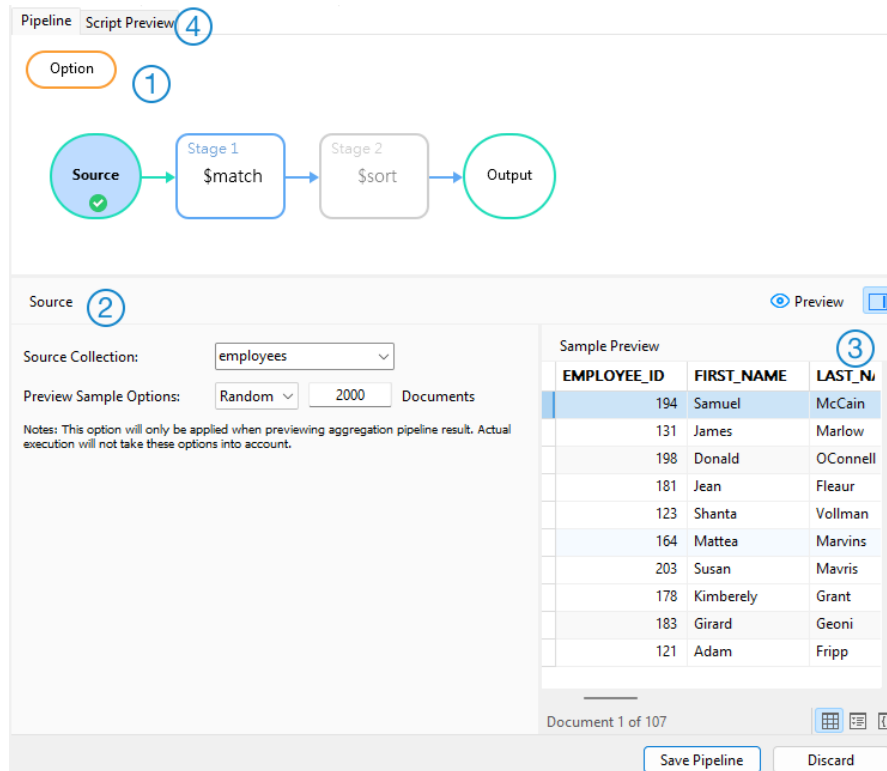 Pipeline Script Preview 4
Option
1
Stage 1 Stage 2
Source $match $sort Output
Source 2 Preview
Source Collection: employees
Preview Sample Options: Random 2000 Documents
Notes: This option will only be applied when previewing aggregation pipeline result. Actual
execution will not take these options into account.
Sample Preview 3
EMPLOYEE_ID FIRST_NAME LAST_NA
194 Samuel McCain
131 James Marlow
198 Donald OConnell
181 Jean Fleaur
123 Shanta Vollman
164 Mattea Marvins
203 Susan Mavris
178 Kimberely Grant
183 Girard Geoni
121 Adam Fripp
Document 1 of 107
Save Pipeline Discard